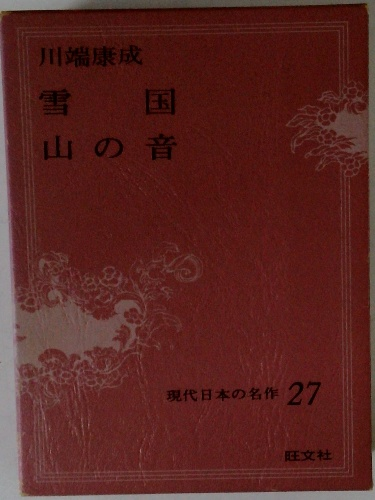 川端康成
雪国
山の音
現代日本の名作 27
旺文社